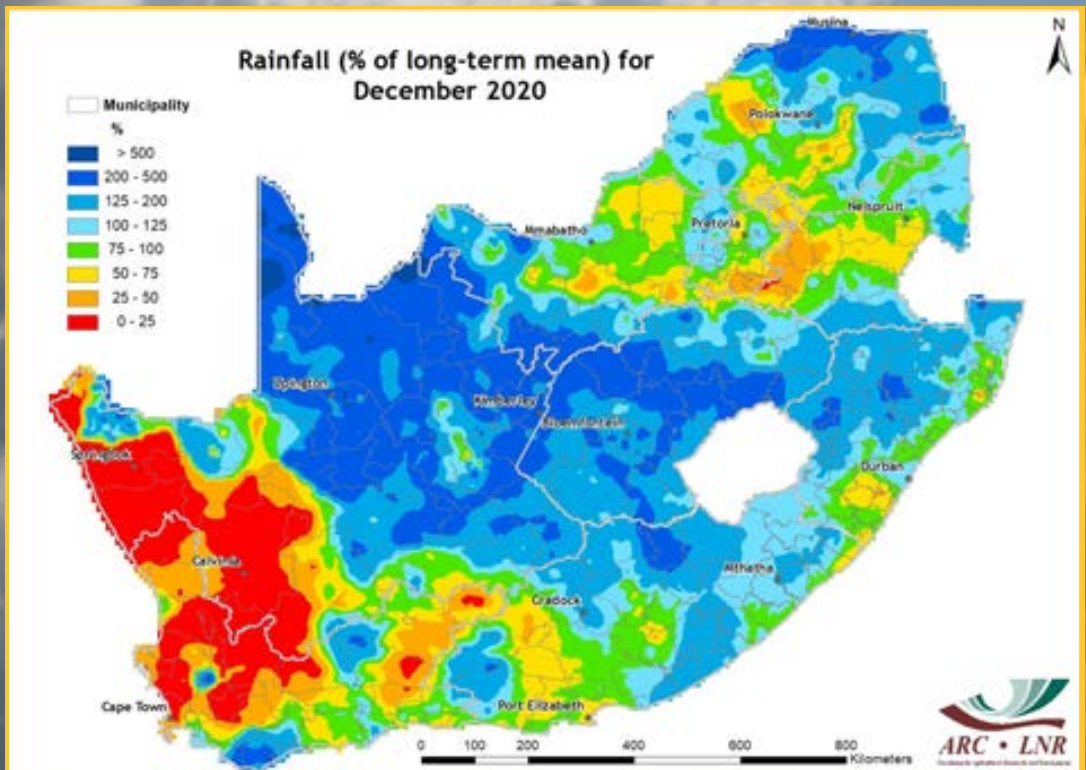 Rainfall (% of long-term mean) for
December 2020
N
Municipality
%
> 500
200 - 500
125 - 200
100 - 125
75 - 100
50 - 75
25 - 50
0 - 25
Musina
Polokwane
Nelspruit
Pretoria
Mmabatho
Upington
Kimberley
Bloemfontein
Springbok
Durban
Calvinia
Mthatha
Cradock
Cape Town
Port Elizabeth
0 100 200 400 600 800
Kilometers
ARC • LNR